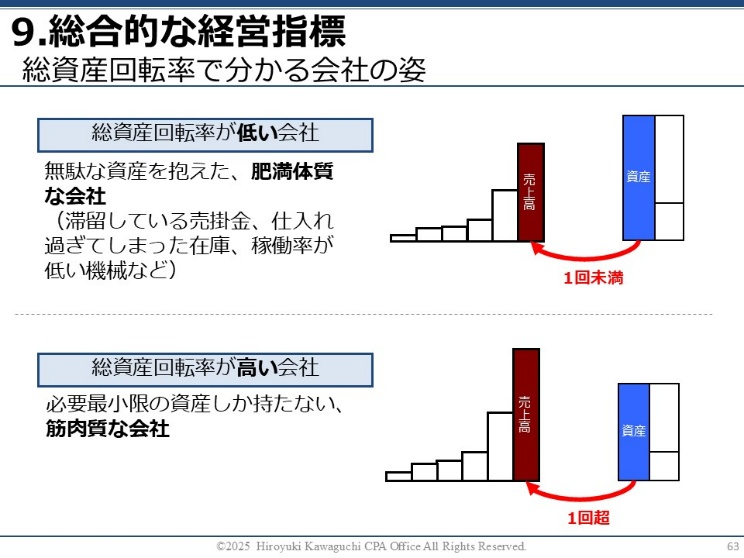 9.総合的な経営指標
総資産回転率で分かる会社の姿
総資産回転率が低い会社
無駄な資産を抱えた、肥満体質
な会社
（滞留している売掛金、仕入れ
過ぎてしまった在庫、稼働率が
低い機械など）
売上高
資産
1回未満
総資産回転率が高い会社
必要最小限の資産しか持たない、
筋肉質な会社
売上高
資産
1回超
©2025 Hiroyuki Kawaguchi CPA Office All Rights Reserved.
63